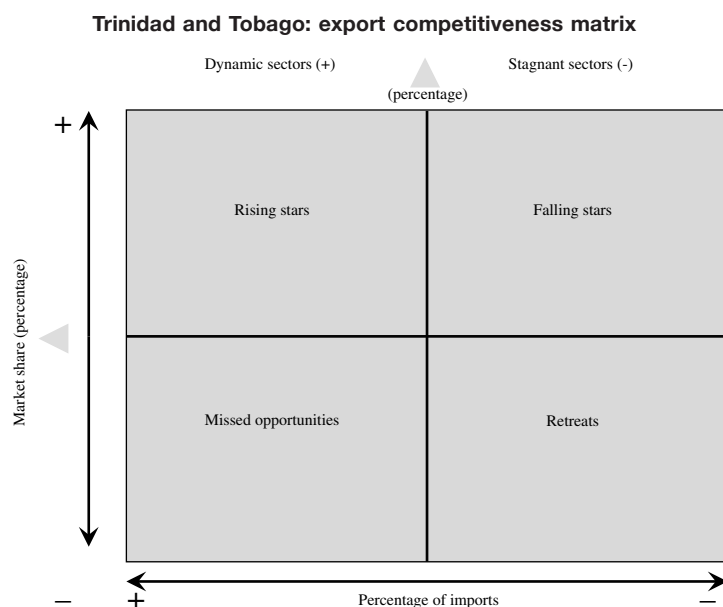 Trinidad and Tobago: export competitiveness matrix
Dynamic sectors (+)
Stagnant sectors (-)
(percentage)
+
Rising stars
Falling stars
Market share (percentage)
Missed opportunities
Retreats
–
+
Percentage of imports
–